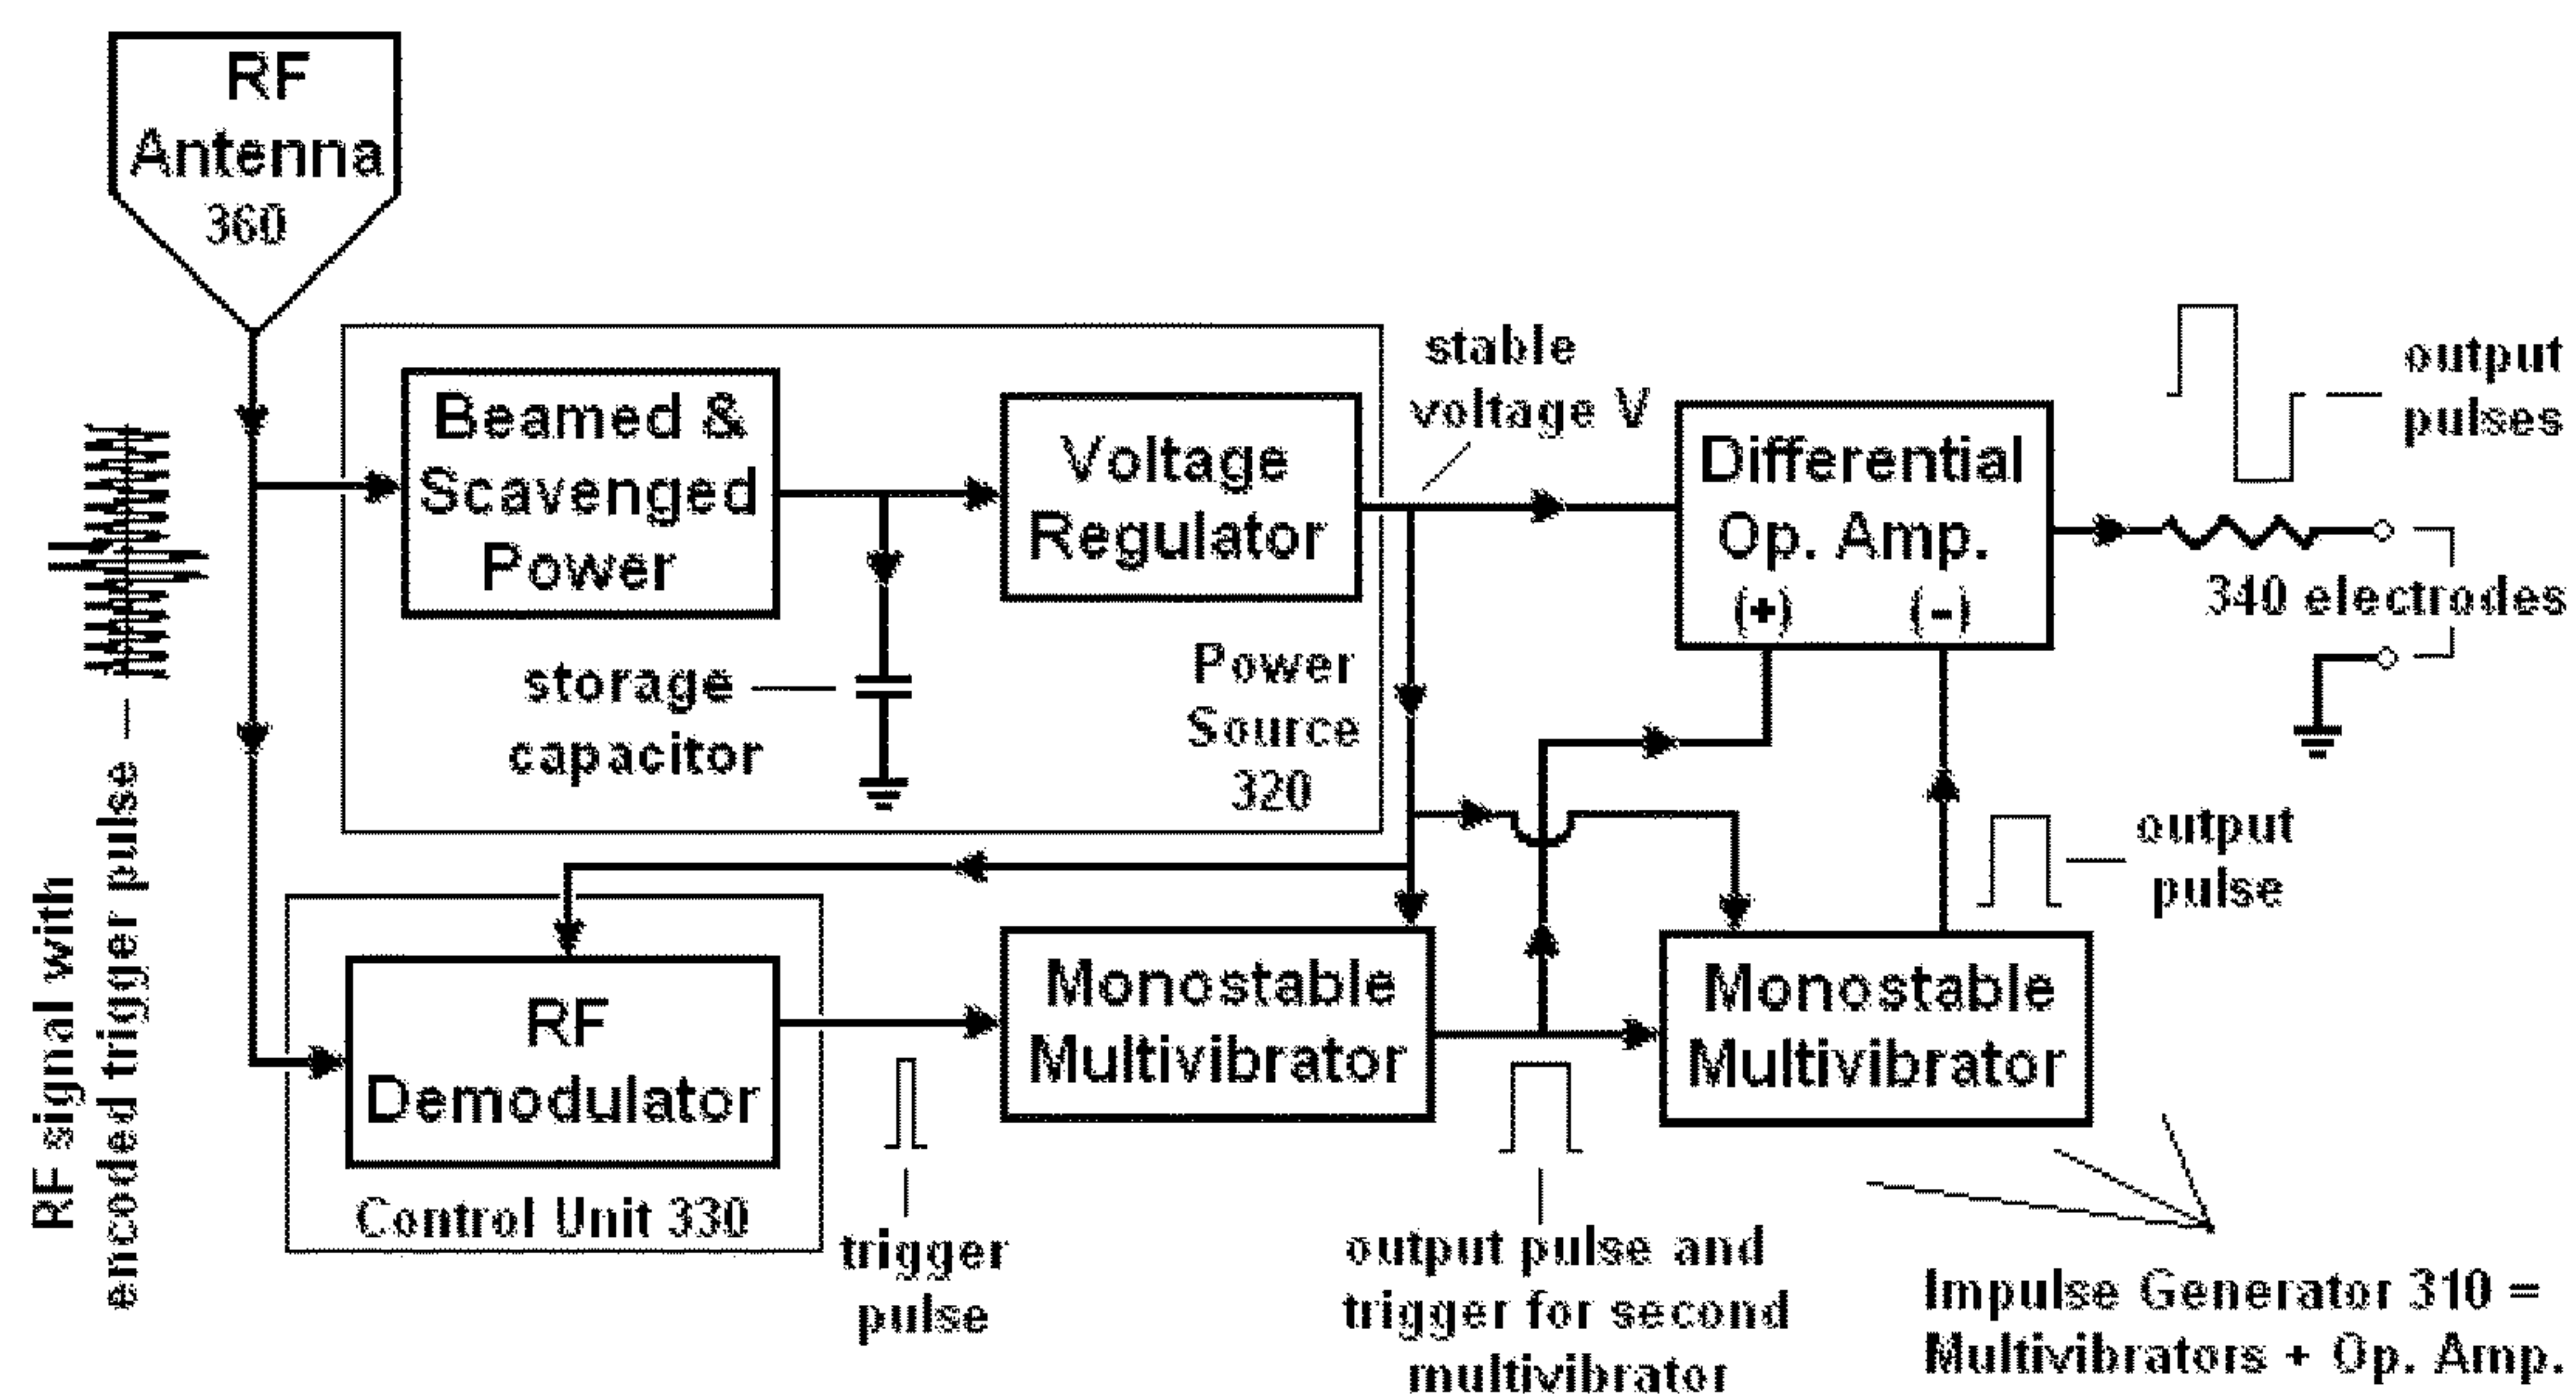 RF
Antenna
360
RF signal with
encoded trigger pulse
Beamed &
Scavenged
Power
storage
capacitor
Voltage
Regulator
Power
Source
320
stable
voltage V
Differential
Op. Amp.
(+) (-)
output
pulses
340 electrodes
output
pulse
RF
Demodulator
Control Unit 330
trigger
pulse
Monostable
Multivibrator
output pulse and
trigger for second
multivibrator
Monostable
Multivibrator
Impulse Generator 310 =
Multivibrators + Op. Amp.